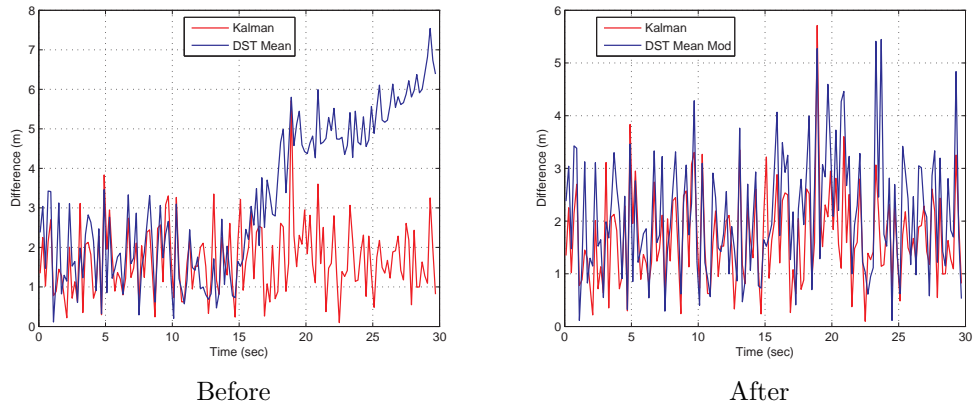 Kalman
DST Mean
8
7
6
5
4
3
2
1
0
Difference (m)
0 5 10 15 20 25 30
Time (sec)
Before
Kalman
DST Mean Mod
6
5
4
3
2
1
0
Difference (m)
0 5 10 15 20 25 30
Time (sec)
After